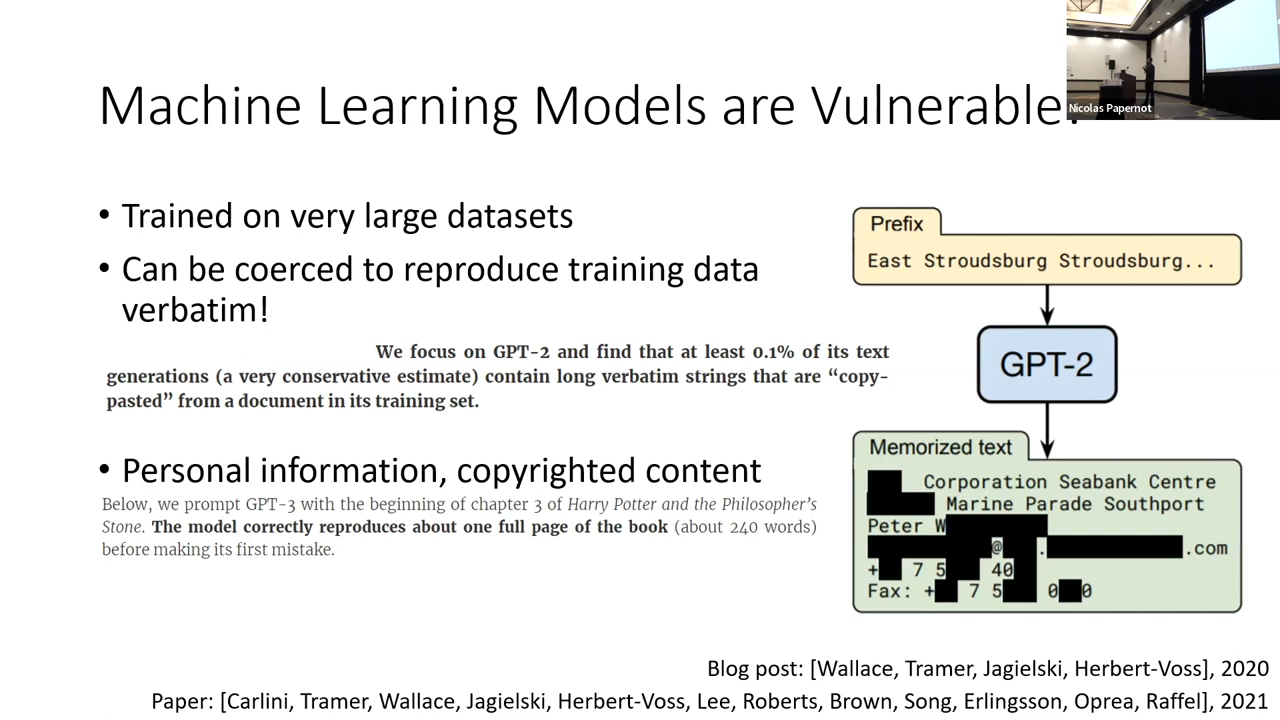 Machine Learning Models are Vulnerable.
Nicolas Papernot
• Trained on very large datasets
• Can be coerced to reproduce training data
verbatim!
We focus on GPT-2 and find that at least 0.1% of its text
generations (a very conservative estimate) contain long verbatim strings that are “copy-
pasted” from a document in its training set.
• Personal information, copyrighted content
Below, we prompt GPT-3 with the beginning of chapter 3 of Harry Potter and the Philosopher’s
Stone. The model correctly reproduces about one full page of the book (about 240 words)
before making its first mistake.
Prefix
East Stroudsburg Stroudsburg...
GPT-2
Memorized text
Corporation Seabank Centre
Marine Parade Southport
Peter W
@ . .com
+ 7 5 40
Fax: + 7 5 0 0
Blog post: [Wallace, Tramer, Jagielski, Herbert-Voss], 2020
Paper: [Carlini, Tramer, Wallace, Jagielski, Herbert-Voss, Lee, Roberts, Brown, Song, Erlingsson, Oprea, Raffel], 2021